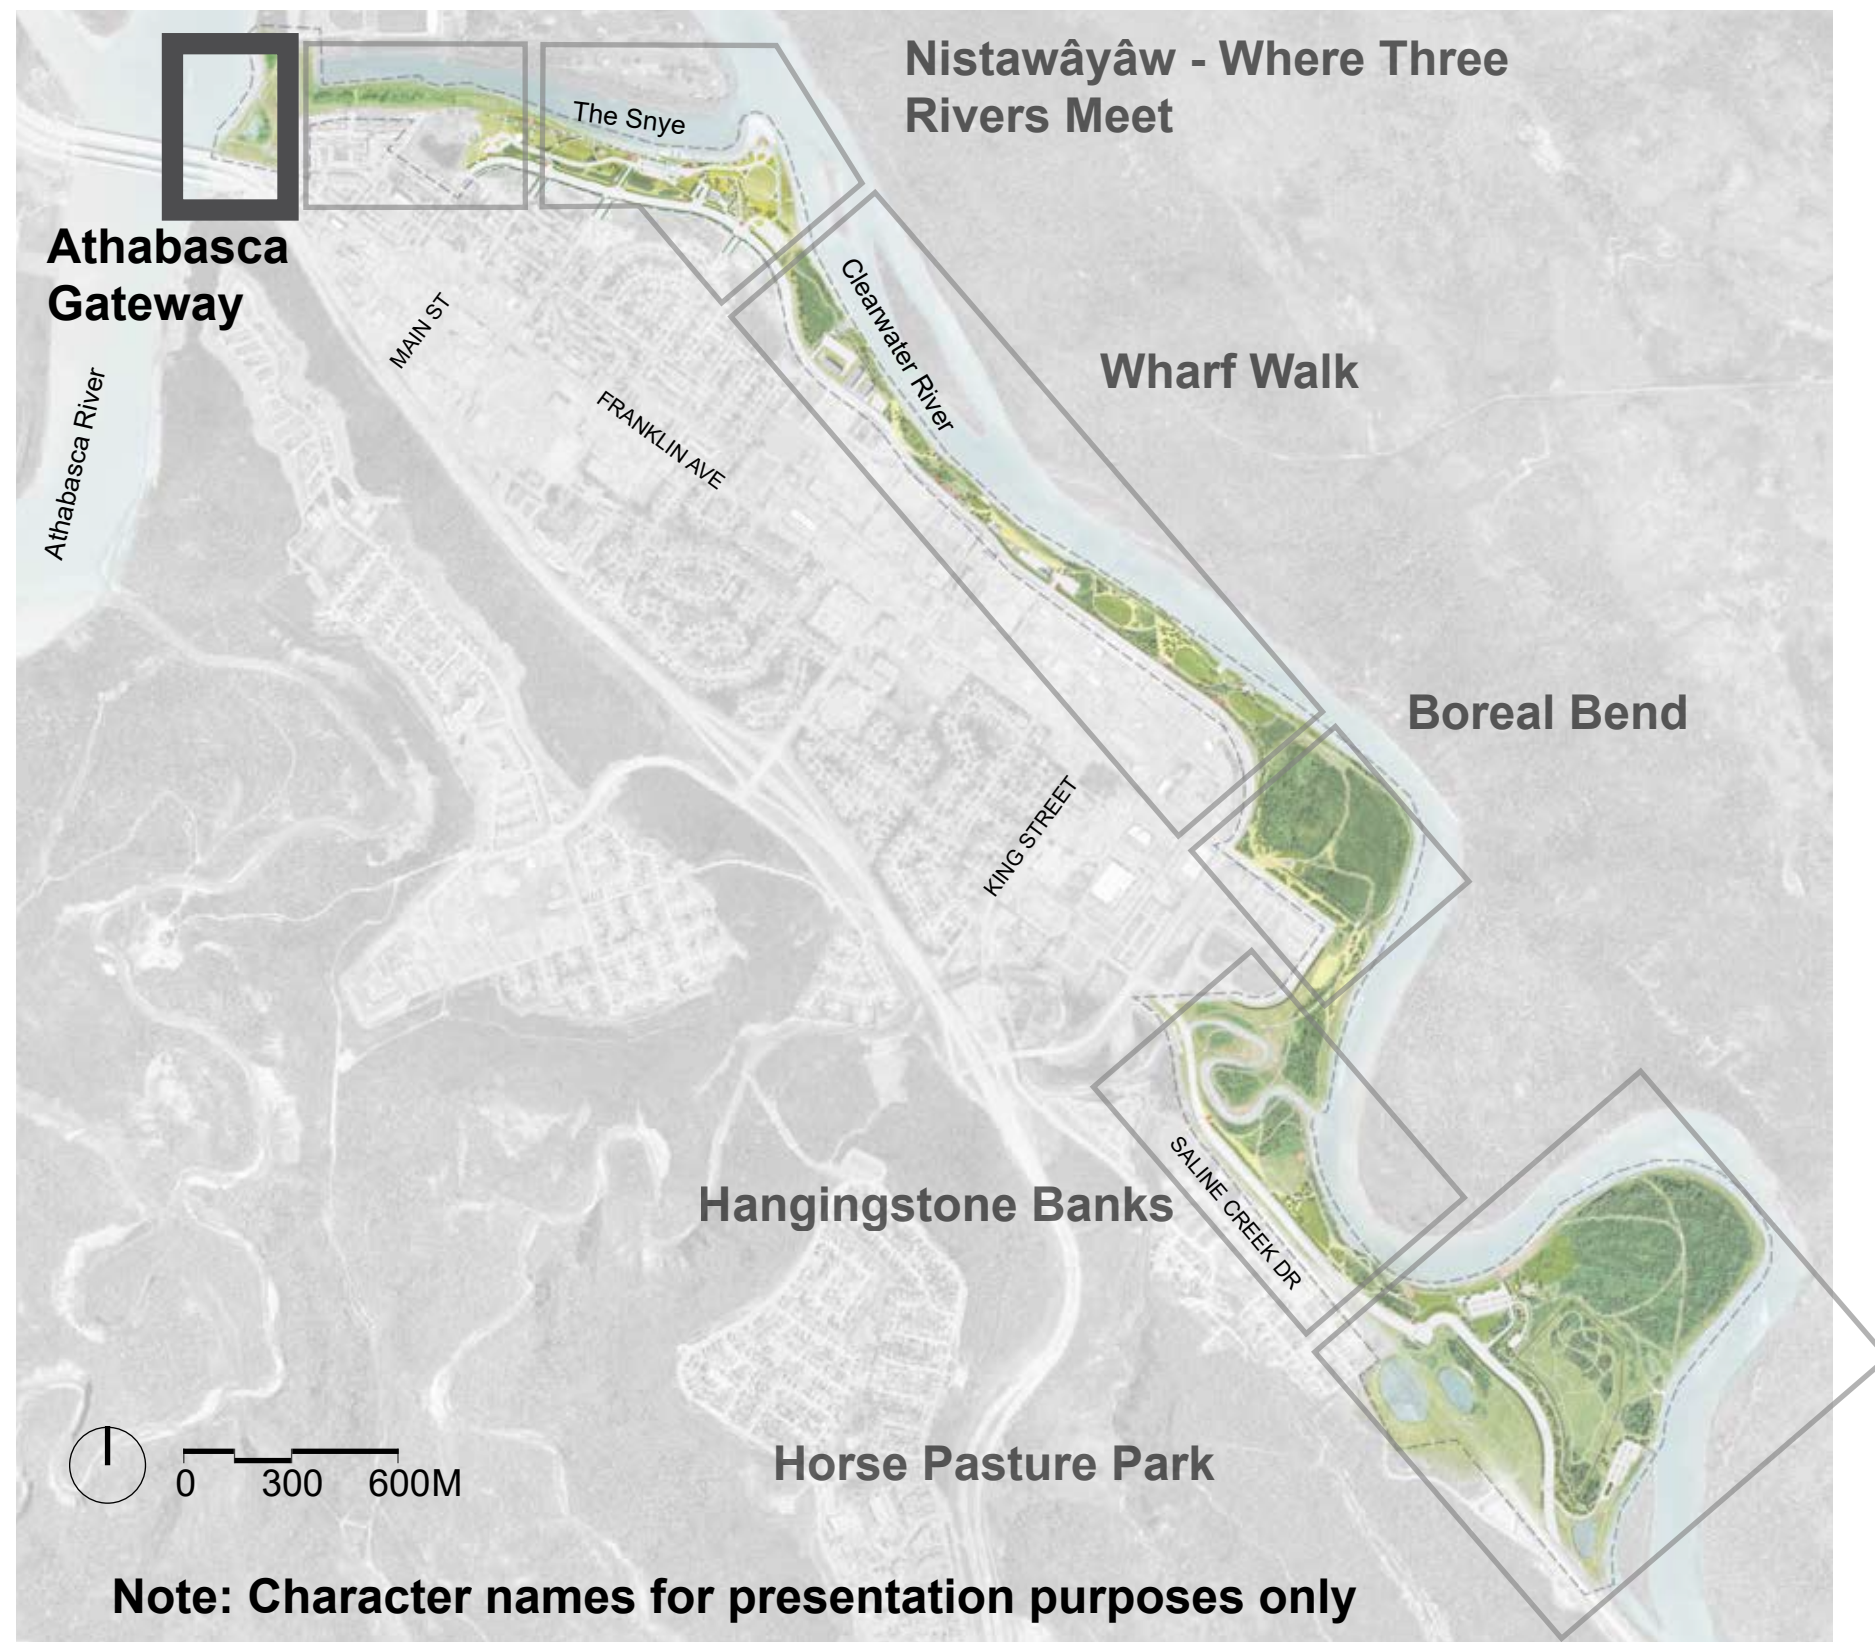 Nistawâyâw - Where Three
Rivers Meet
The Snye
Athabasca
Gateway
MAIN ST
Clearwater River
Wharf Walk
Athabasca River
FRANKLIN AVE
Boreal Bend
KING STREET
Hangingstone Banks
SALINE CREEK DR
Horse Pasture Park
0 300 600M
Note: Character names for presentation purposes only